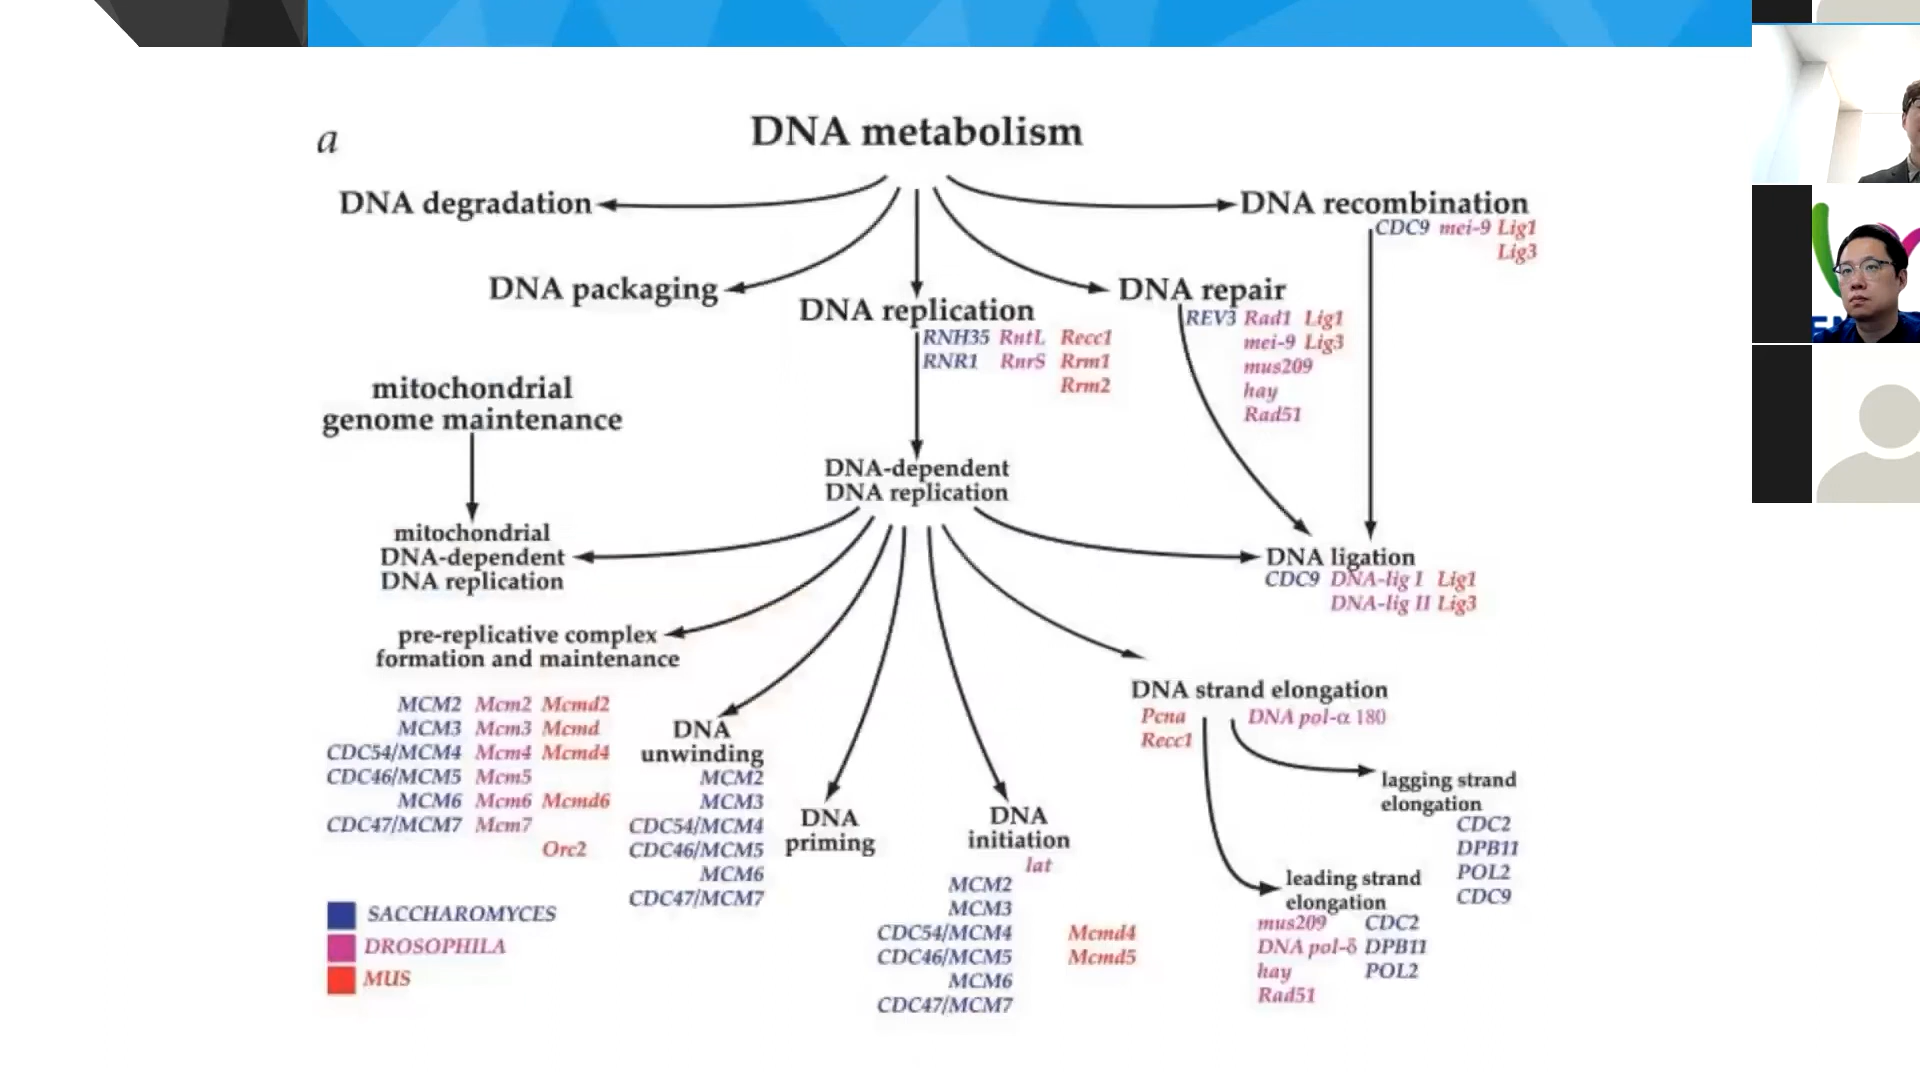 a
DNA metabolism
DNA degradation
DNA recombination
CDC9 mei-9 Lig1
Lig3
DNA packaging
DNA replication
RNH35 RntL Recc1
RNR1 RnrS Rrm1
Rrm2
DNA repair
REV3 Rad1 Lig1
mei-9 Lig3
mus209
hay
Rad51
mitochondrial
genome maintenance
DNA-dependent
DNA replication
mitochondrial
DNA-dependent
DNA replication
DNA ligation
CDC9 DNA-lig I Lig1
DNA-lig II Lig3
pre-replicative complex
formation and maintenance
MCM2 Mcm2 Mcmd2
MCM3 Mcm3 Mcmd
CDC54/MCM4 Mcm4 Mcmd4
CDC46/MCM5 Mcm5
MCM6 Mcm6 Mcmd6
CDC47/MCM7 Mcm7
Orc2
DNA
unwinding
MCM2
MCM3
CDC54/MCM4
CDC46/MCM5
MCM6
CDC47/MCM7
DNA
priming
DNA
initiation
lat
MCM2
MCM3
CDC54/MCM4 Mcmd4
CDC46/MCM5 Mcmd5
MCM6
CDC47/MCM7
DNA strand elongation
Pcna DNA pol-α 180
Recc1
lagging strand
elongation
CDC2
DPB11
POL2
CDC9
leading strand
elongation
mus209 CDC2
DNA pol-δ DPB11
hay POL2
Rad51
SACCHAROMYCES
DROSOPHILA
MUS